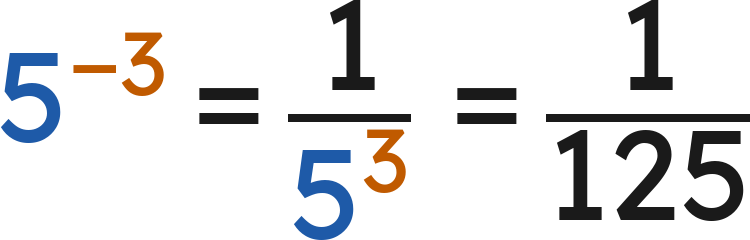 5⁻³ = 1/5³ = 1/125